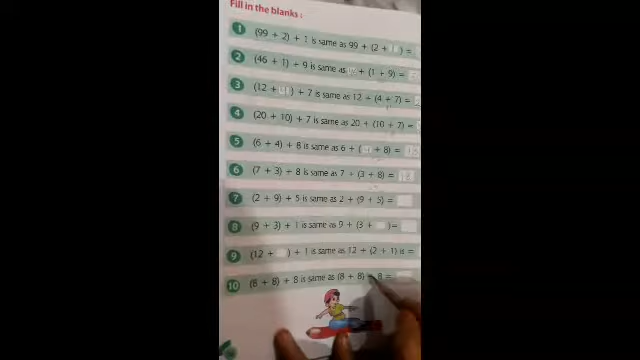 Fill in the blanks :
1 (99 + 2) + 1 is same as 99 + (2 + ) =
2 (46 + 1) + 9 is same as + (1 + 9) =
3 (12 + ) + 7 is same as 12 + (4 + 7) =
4 (20 + 10) + 7 is same as 20 + (10 + 7) =
5 (6 + 4) + 8 is same as 6 + ( + 8) =
6 (7 + 3) + 8 is same as 7 + (3 + 8) =
7 (2 + 9) + 5 is same as 2 + (9 + 5) =
8 (9 + 3) + 1 is same as 9 + (3 + ) =
9 (12 + ) + 1 is same as 12 + (2 + 1) is =
10 (8 + 8) + 8 is same as (8 + 8) + 8 =